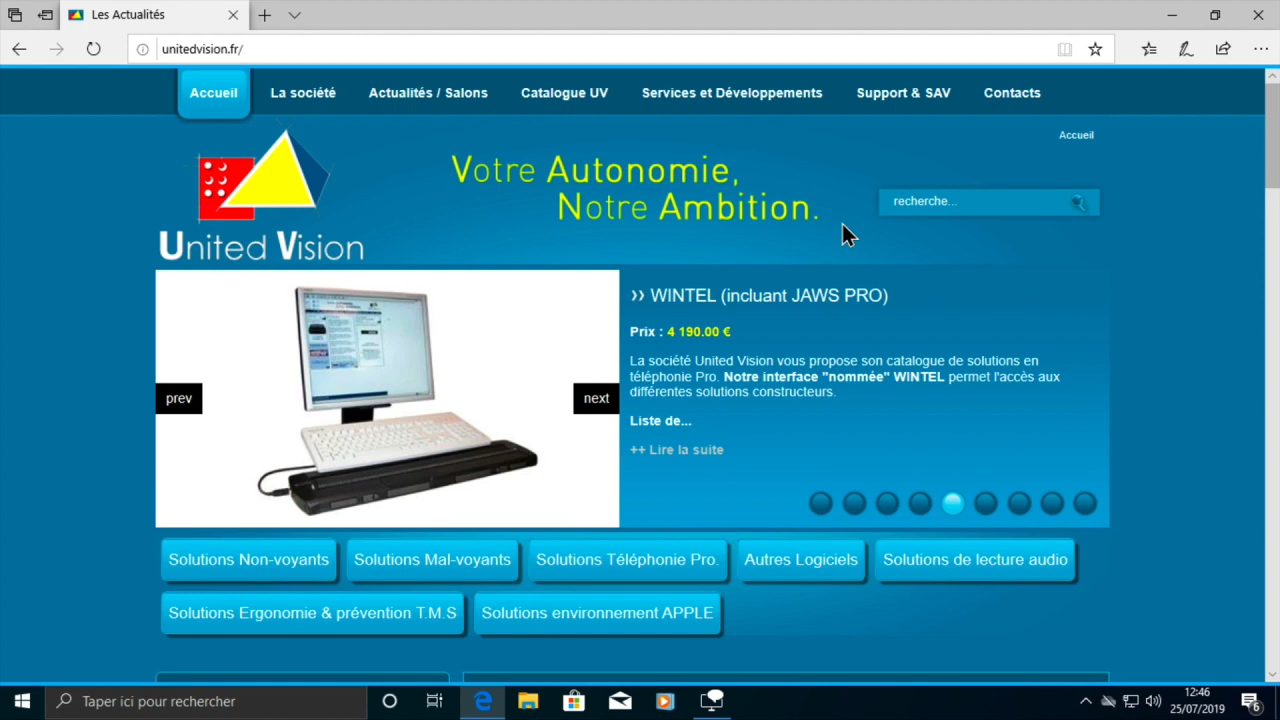 Les Actualités
unitedvision.fr/
Accueil
La société
Actualités / Salons
Catalogue UV
Services et Développements
Support & SAV
Contacts
Accueil
Votre Autonomie,
Notre Ambition.
recherche...
United Vision
WINTEL (incluant JAWS PRO)
Prix : 4 190.00 €
La société United Vision vous propose son catalogue de solutions en
téléphonie Pro. Notre interface "nommée" WINTEL permet l'accès aux
différentes solutions constructeurs.
Liste de...
++ Lire la suite
prev
next
Solutions Non-voyants
Solutions Mal-voyants
Solutions Téléphonie Pro.
Autres Logiciels
Solutions de lecture audio
Solutions Ergonomie & prévention T.M.S
Solutions environnement APPLE
Taper ici pour rechercher
12:46
25/07/2019
6